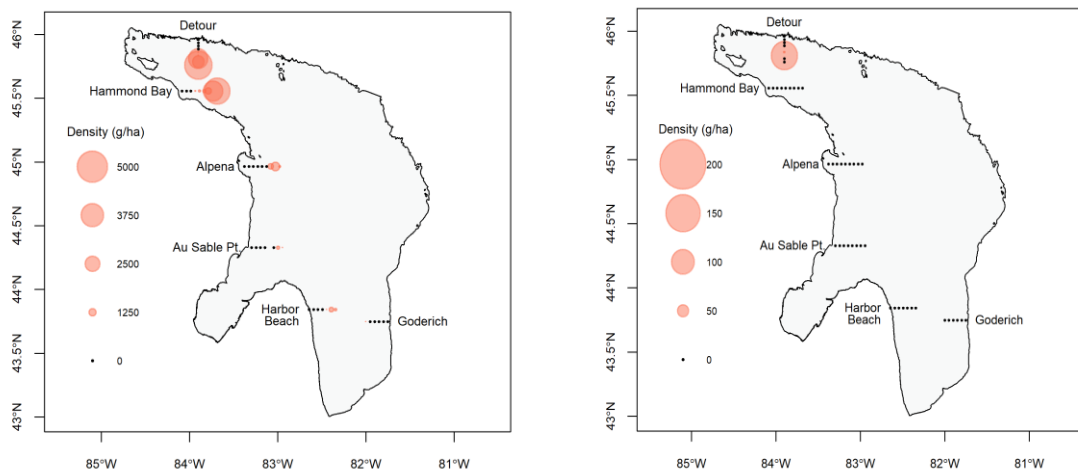 46°N
45.5°N
45°N
44.5°N
44°N
43.5°N
43°N
Detour
Hammond Bay
Density (g/ha)
5000
Alpena
3750
Au Sable Pt.
2500
1250
Harbor
Beach
Goderich
0
85°W 84°W 83°W 82°W 81°W
46°N
45.5°N
45°N
44.5°N
44°N
43.5°N
43°N
Detour
Hammond Bay
Density (g/ha)
200
Alpena
150
Au Sable Pt.
100
50
Harbor
Beach
Goderich
0
85°W 84°W 83°W 82°W 81°W